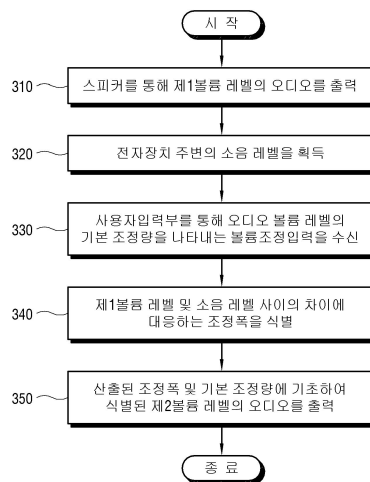 시 작
310
스피커를 통해 제1볼륨 레벨의 오디오를 출력
320
전자장치 주변의 소음 레벨을 획득
330
사용자입력부를 통해 오디오 볼륨 레벨의
기본 조정량을 나타내는 볼륨조정입력을 수신
340
제1볼륨 레벨 및 소음 레벨 사이의 차이에
대응하는 조정폭을 식별
350
산출된 조정폭 및 기본 조정량에 기초하여
식별된 제2볼륨 레벨의 오디오를 출력
종 료